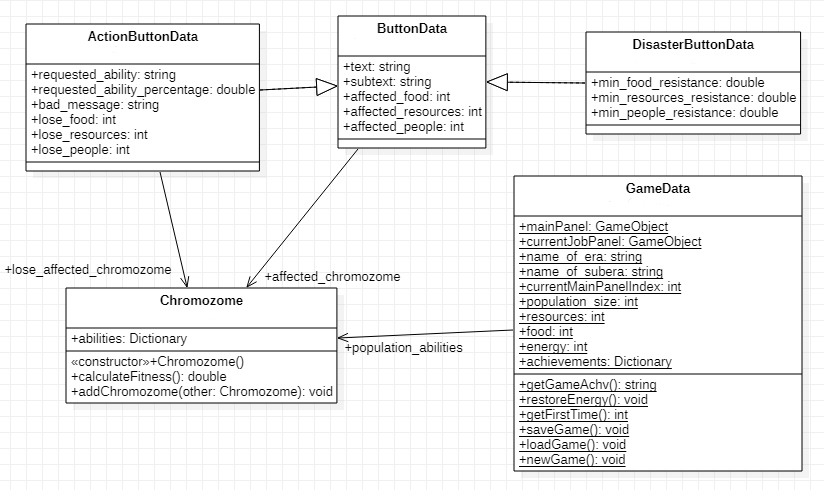 ActionButtonData
+requested_ability: string
+requested_ability_percentage: double
+bad_message: string
+lose_food: int
+lose_resources: int
+lose_people: int
ButtonData
+text: string
+subtext: string
+affected_food: int
+affected_resources: int
+affected_people: int
DisasterButtonData
+min_food_resistance: double
+min_resources_resistance: double
+min_people_resistance: double
GameData
+mainPanel: GameObject
+currentJobPanel: GameObject
+name_of_era: string
+name_of_subera: string
+currentMainPanelIndex: int
+population_size: int
+resources: int
+food: int
+energy: int
+achievements: Dictionary
+getGameAchv(): string
+restoreEnergy(): void
+getFirstTime(): int
+saveGame(): void
+loadGame(): void
+newGame(): void
+lose_affected_chromozome
+affected_chromozome
Chromozome
+abilities: Dictionary
«constructor»+Chromozome()
+calculateFitness(): double
+addChromozome(other: Chromozome): void
+population_abilities